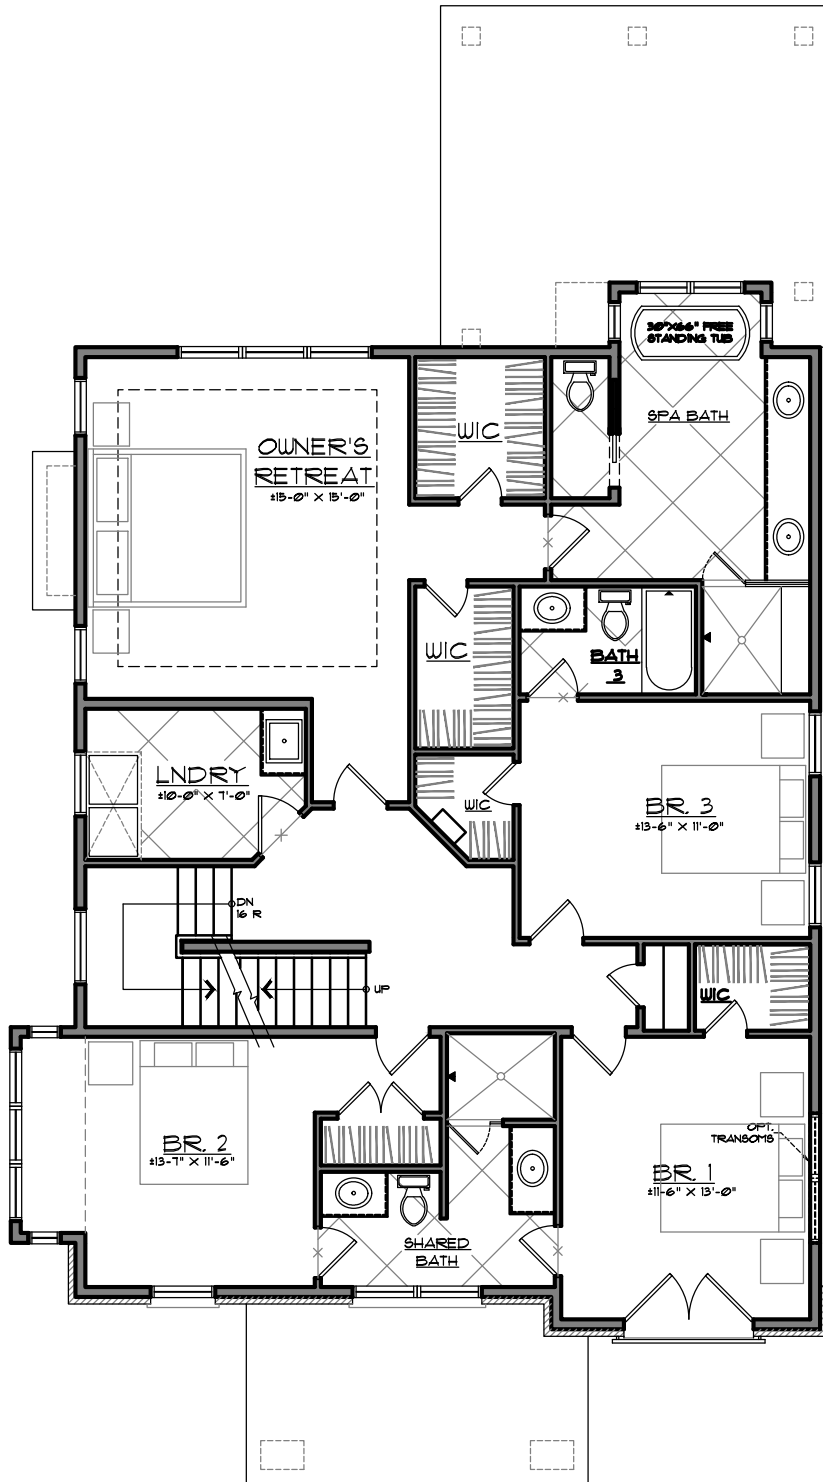 30"X66" FREE
STANDING TUB
SPA BATH
WIC
OWNER'S
RETREAT
±15'-0" X 15'-0"
WIC
BATH
3
LNDRY
±10'-0" X 7'-0"
WIC
BR. 3
±13'-6" X 11'-0"
DN
16 R
UP
WIC
BR. 2
±13'-7" X 11'-6"
OPT.
TRANSOMS
BR. 1
±11'-6" X 13'-0"
SHARED
BATH